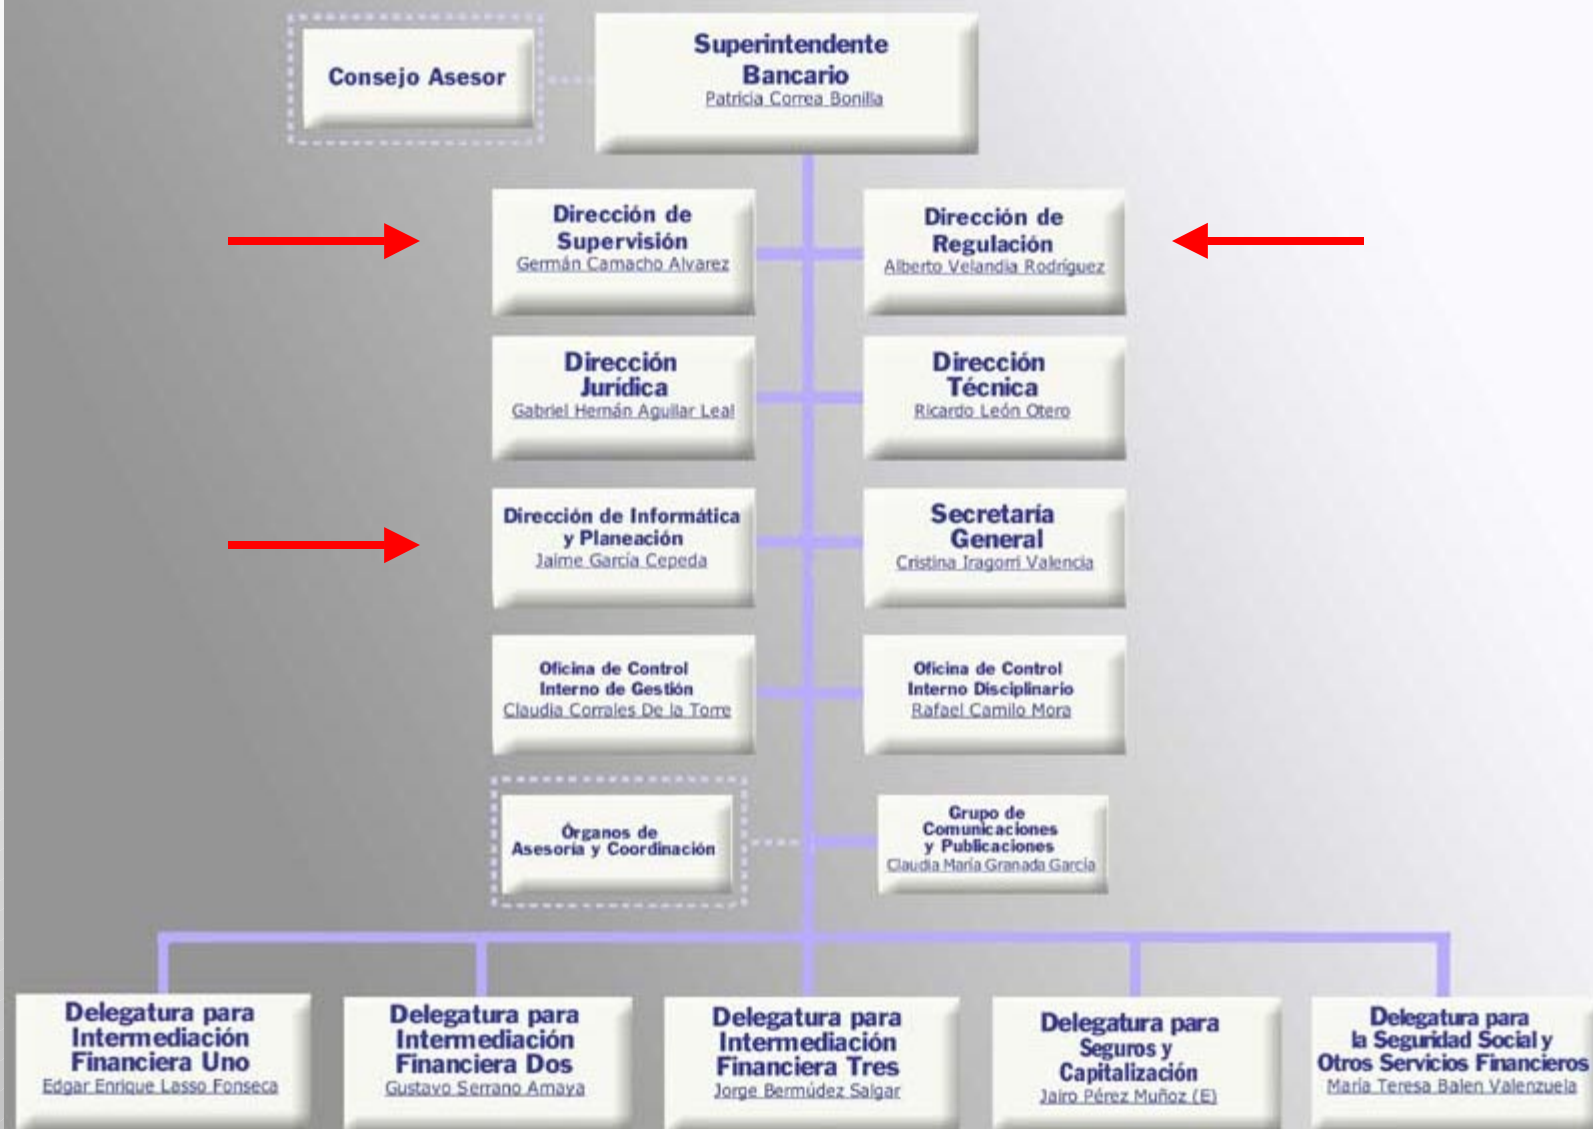 Consejo Asesor
Superintendente
Bancario
Patricia Correa Bonilla
Dirección de
Supervisión
Germán Camacho Alvarez
Dirección de
Regulación
Alberto Velandia Rodríguez
Dirección
Jurídica
Gabriel Hernán Aguilar Leal
Dirección
Técnica
Ricardo León Otero
Dirección de Informática
y Planeación
Jaime García Cepeda
Secretaría
General
Cristina Iragorri Valencia
Oficina de Control
Interno de Gestión
Claudia Corrales De la Torre
Oficina de Control
Interno Disciplinario
Rafael Camilo Mora
Órganos de
Asesoría y Coordinación
Grupo de
Comunicaciones
y Publicaciones
Claudia María Granada García
Delegatura para
Intermediación
Financiera Uno
Edgar Enrique Lasso Fonseca
Delegatura para
Intermediación
Financiera Dos
Gustavo Serrano Amaya
Delegatura para
Intermediación
Financiera Tres
Jorge Bermúdez Salgar
Delegatura para
Seguros y
Capitalización
Jairo Pérez Muñoz (E)
Delegatura para
la Seguridad Social y
Otros Servicios Financieros
María Teresa Balen Valenzuela